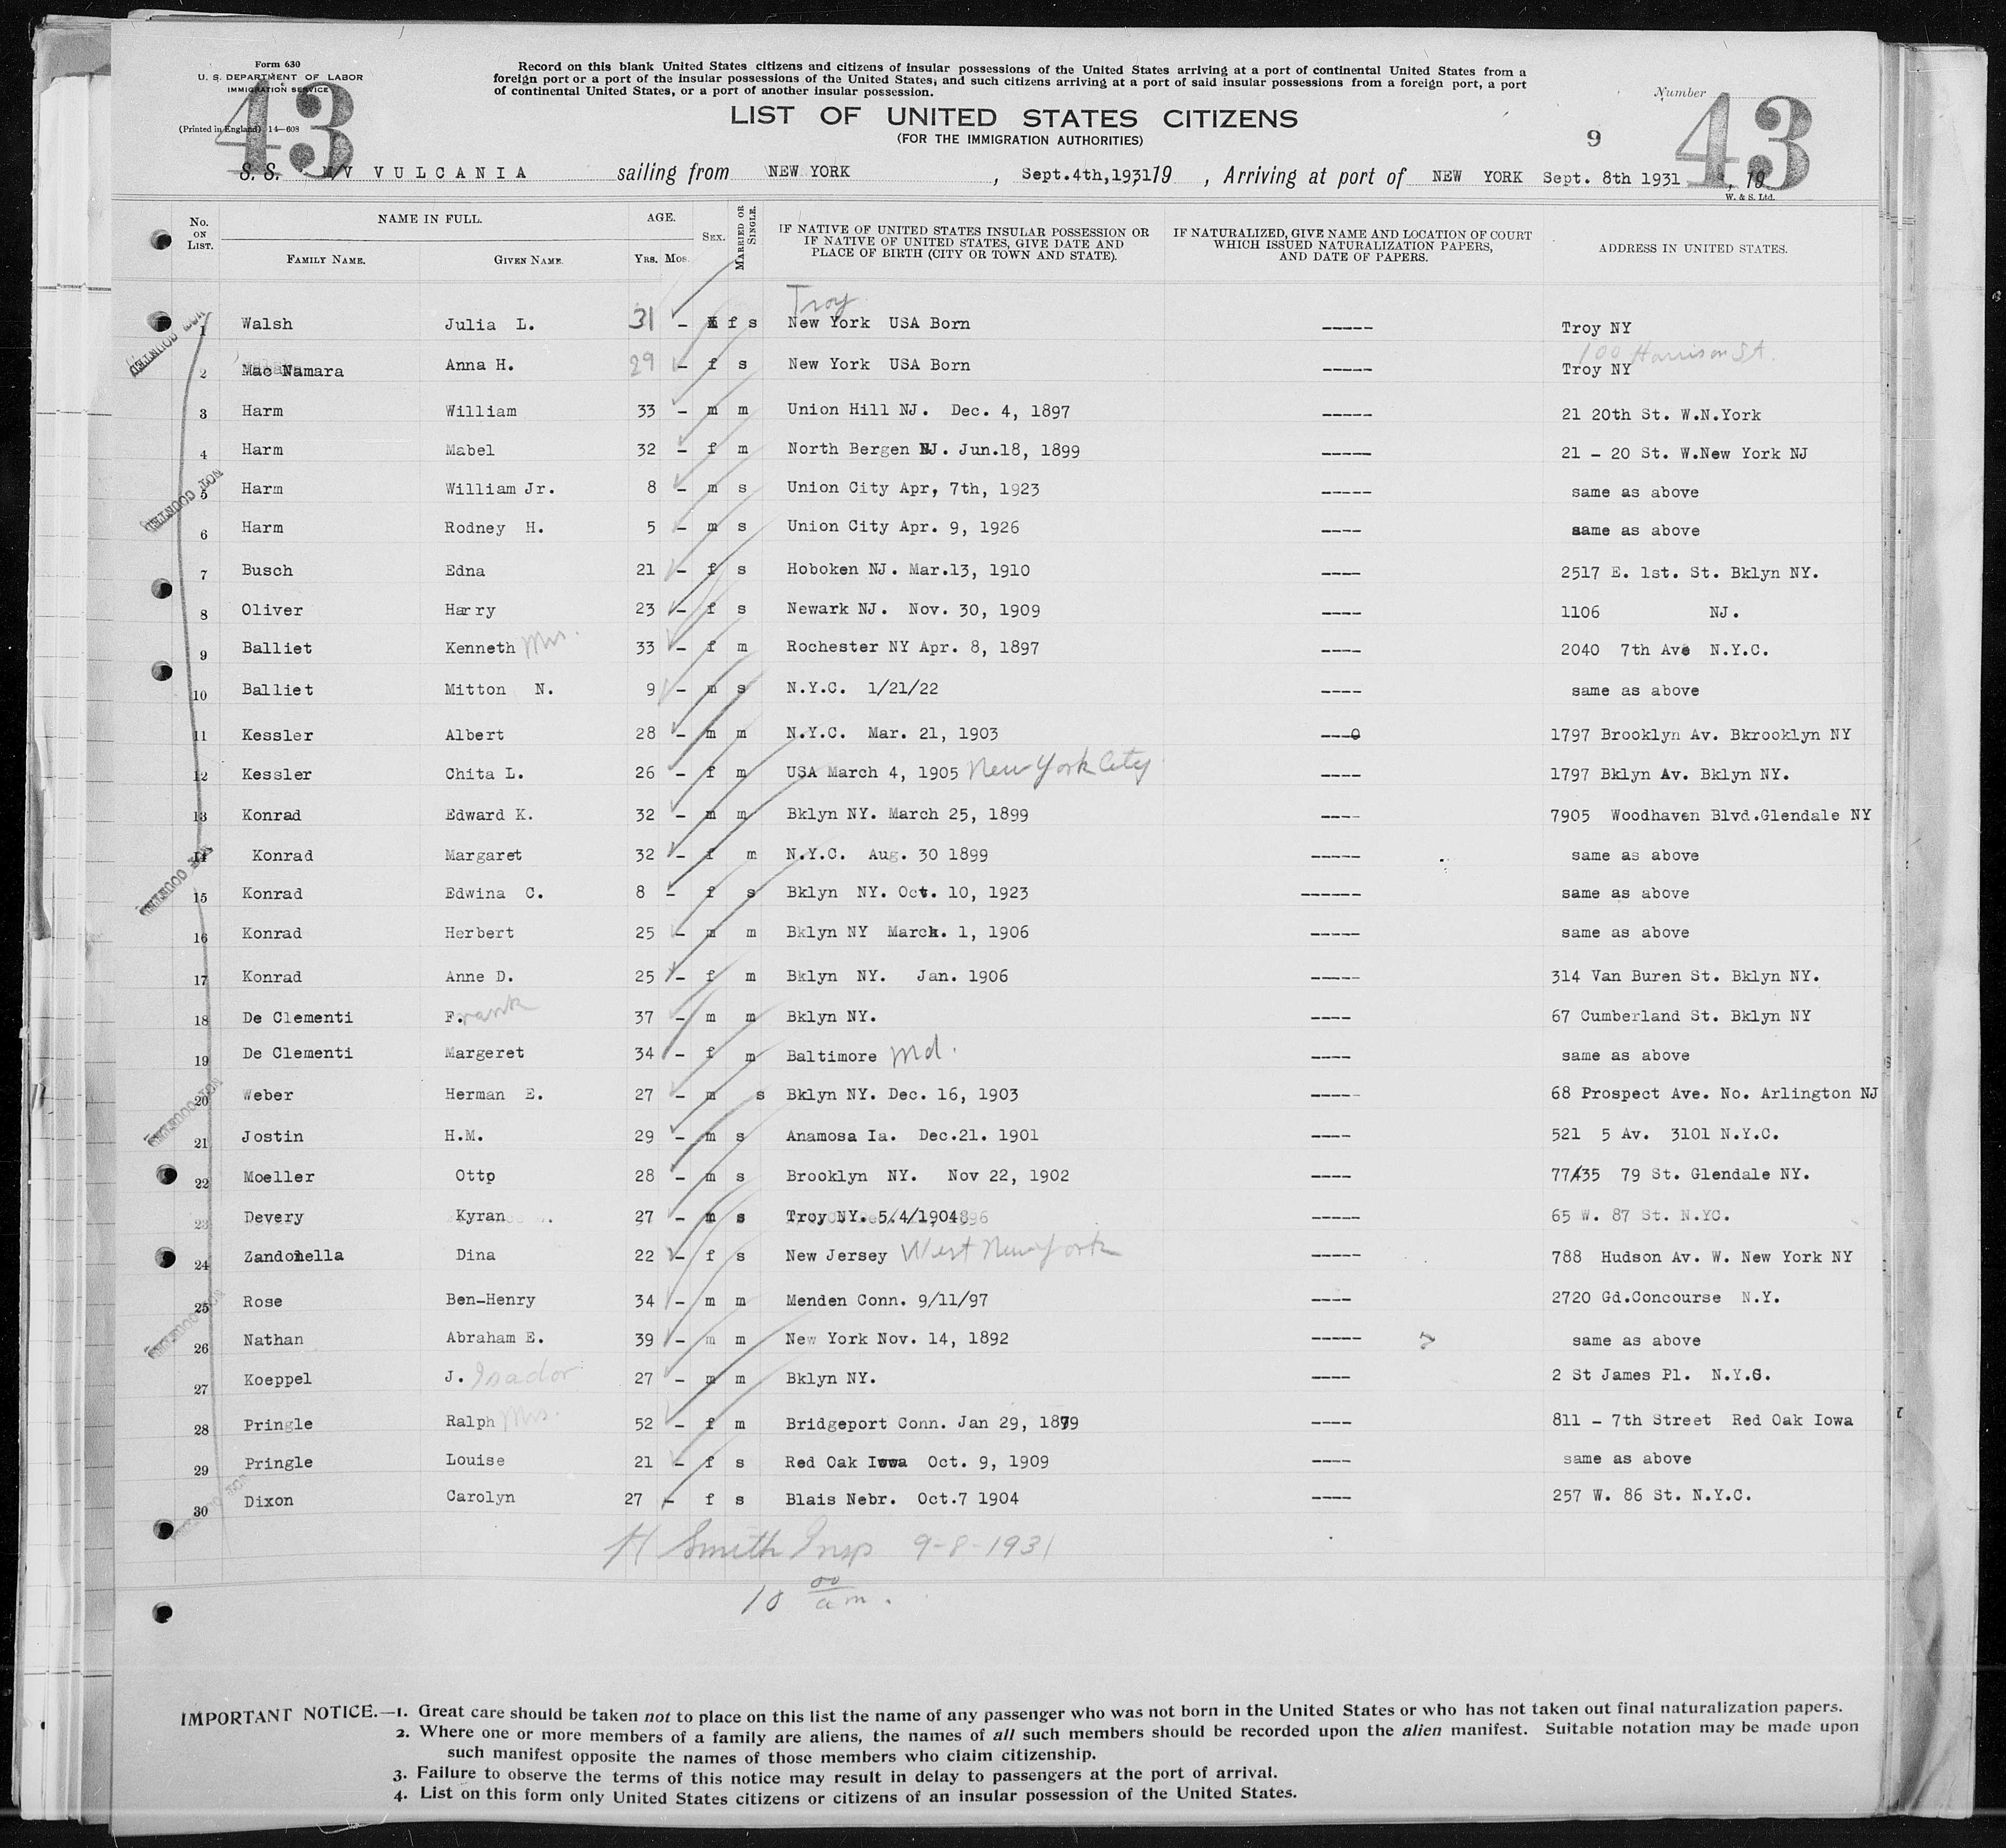 Form 630
U. S. DEPARTMENT OF LABOR
IMMIGRATION SERVICE
43
(Printed in England) 14—608
Record on this blank United States citizens and citizens of insular possessions of the United States arriving at a port of continental United States from a
foreign port or a port of the insular possessions of the United States; and such citizens arriving at a port of said insular possessions from a foreign port, a port
of continental United States, or a port of another insular possession.
LIST OF UNITED STATES CITIZENS
(FOR THE IMMIGRATION AUTHORITIES)
Number
9
43
S. S. MV VULCANIA sailing from NEW YORK, Sept.4th,1931 19 , Arriving at port of NEW YORK Sept. 8th 1931, 19
W. & S. Ltd.
No. ON LIST. NAME IN FULL. AGE. SEX. MARRIED OR SINGLE. IF NATIVE OF UNITED STATES INSULAR POSSESSION OR IF NATIVE OF UNITED STATES, GIVE DATE AND PLACE OF BIRTH (CITY OR TOWN AND STATE). IF NATURALIZED, GIVE NAME AND LOCATION OF COURT WHICH ISSUED NATURALIZATION PAPERS, AND DATE OF PAPERS. ADDRESS IN UNITED STATES.
FAMILY NAME. GIVEN NAME. YRS. MOS.
Troy
1 Walsh Julia L. 31 - f s New York USA Born ----- Troy NY
100 Harrison St.
2 Mac Namara Anna H. 29 - f s New York USA Born ----- Troy NY
3 Harm William 33 - m m Union Hill NJ. Dec. 4, 1897 ----- 21 20th St. W.N.York
4 Harm Mabel 32 - f m North Bergen NJ. Jun.18, 1899 ----- 21 - 20 St. W.New York NJ
5 Harm William Jr. 8 - m s Union City Apr, 7th, 1923 ----- same as above
6 Harm Rodney H. 5 - m s Union City Apr. 9, 1926 ---- same as above
7 Busch Edna 21 - f s Hoboken NJ. Mar.13, 1910 ---- 2517 E. 1st. St. Bklyn NY.
8 Oliver Harry 23 - f s Newark NJ. Nov. 30, 1909 ---- 1106 NJ.
9 Balliet Kenneth Mrs. 33 - f m Rochester NY Apr. 8, 1897 ---- 2040 7th Ave N.Y.C.
10 Balliet Mitton N. 9 - m s N.Y.C. 1/21/22 ---- same as above
11 Kessler Albert 28 - m m N.Y.C. Mar. 21, 1903 ---- 1797 Brooklyn Av. Bkrooklyn NY
12 Kessler Chita L. 26 - f m USA March 4, 1905 New York City ---- 1797 Bklyn Av. Bklyn NY.
13 Konrad Edward K. 32 - m m Bklyn NY. March 25, 1899 ---- 7905 Woodhaven Blvd.Glendale NY
14 Konrad Margaret 32 - f m N.Y.C. Aug. 30 1899 ----- same as above
15 Konrad Edwina C. 8 - f s Bklyn NY. Oct. 10, 1923 ------ same as above
16 Konrad Herbert 25 - m m Bklyn NY March. 1, 1906 ----- same as above
17 Konrad Anne D. 25 - f m Bklyn NY. Jan. 1906 ----- 314 Van Buren St. Bklyn NY.
18 De Clementi F.rank 37 - m m Bklyn NY. ---- 67 Cumberland St. Bklyn NY
19 De Clementi Margeret 34 - f m Baltimore Md. ---- same as above
20 Weber Herman E. 27 - m s Bklyn NY. Dec. 16, 1903 ----- 68 Prospect Ave. No. Arlington NJ
21 Jostin H.M. 29 - m s Anamosa Ia. Dec.21. 1901 ---- 521 5 Av. 3101 N.Y.C.
22 Moeller Otto 28 - m s Brooklyn NY. Nov 22, 1902 ---- 77-35 79 St. Glendale NY.
23 Devery Kyran 27 - m s Troy NY. 5/4/1904 ---- 65 W. 87 St. N.YC.
24 Zandonella Dina 22 - f s New Jersey West New York ----- 788 Hudson Av. W. New York NY
25 Rose Ben-Henry 34 - m m Menden Conn. 9/11/97 ---- 2720 Gd.Concourse N.Y.
26 Nathan Abraham E. 39 - m m New York Nov. 14, 1892 ----- same as above
27 Koeppel J. Isador 27 - m m Bklyn NY. ---- 2 St James Pl. N.Y.C.
28 Pringle Ralph Mrs. 52 - f m Bridgeport Conn. Jan 29, 1879 ---- 811 - 7th Street Red Oak Iowa
29 Pringle Louise 21 - f s Red Oak Iowa Oct. 9, 1909 ---- same as above
30 Dixon Carolyn 27 - f s Blais Nebr. Oct.7 1904 ---- 257 W. 86 St. N.Y.C.
H Smith Insp 9-8-1931
10 00 am.
IMPORTANT NOTICE.—1. Great care should be taken not to place on this list the name of any passenger who was not born in the United States or who has not taken out final naturalization papers.
2. Where one or more members of a family are aliens, the names of all such members should be recorded upon the alien manifest. Suitable notation may be made upon
such manifest opposite the names of those members who claim citizenship.
3. Failure to observe the terms of this notice may result in delay to passengers at the port of arrival.
4. List on this form only United States citizens or citizens of an insular possession of the United States.